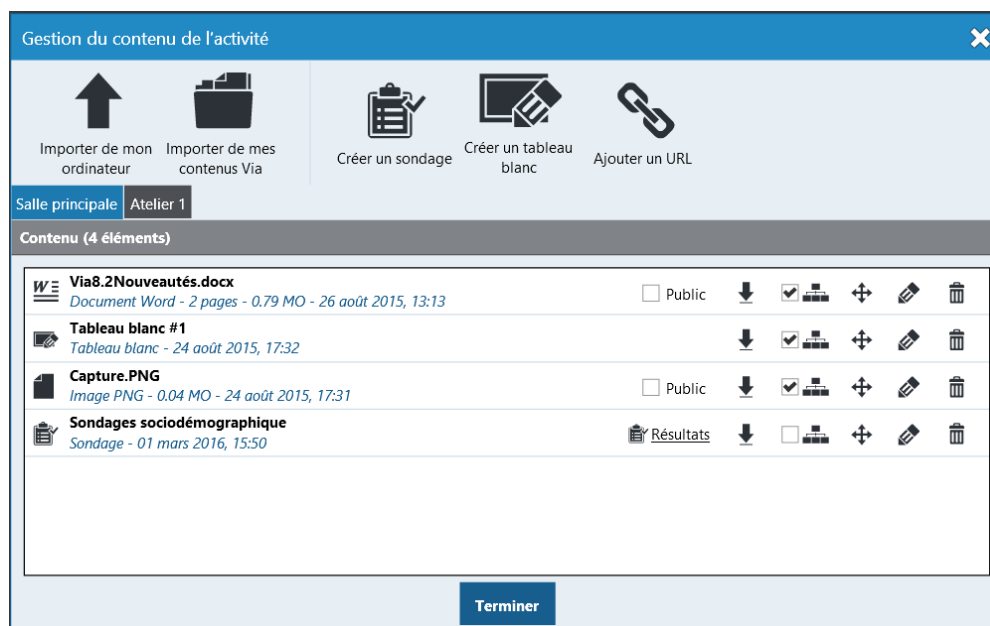 Gestion du contenu de l'activité
Importer de mon ordinateur
Importer de mes contenus Via
Créer un sondage
Créer un tableau blanc
Ajouter un URL
Salle principale
Atelier 1
Contenu (4 éléments)
Via8.2Nouveautés.docx
Document Word - 2 pages - 0.79 MO - 26 août 2015, 13:13
Public
Tableau blanc #1
Tableau blanc - 24 août 2015, 17:32
Capture.PNG
Image PNG - 0.04 MO - 24 août 2015, 17:31
Public
Sondages sociodémographique
Sondage - 01 mars 2016, 15:50
Résultats
Terminer